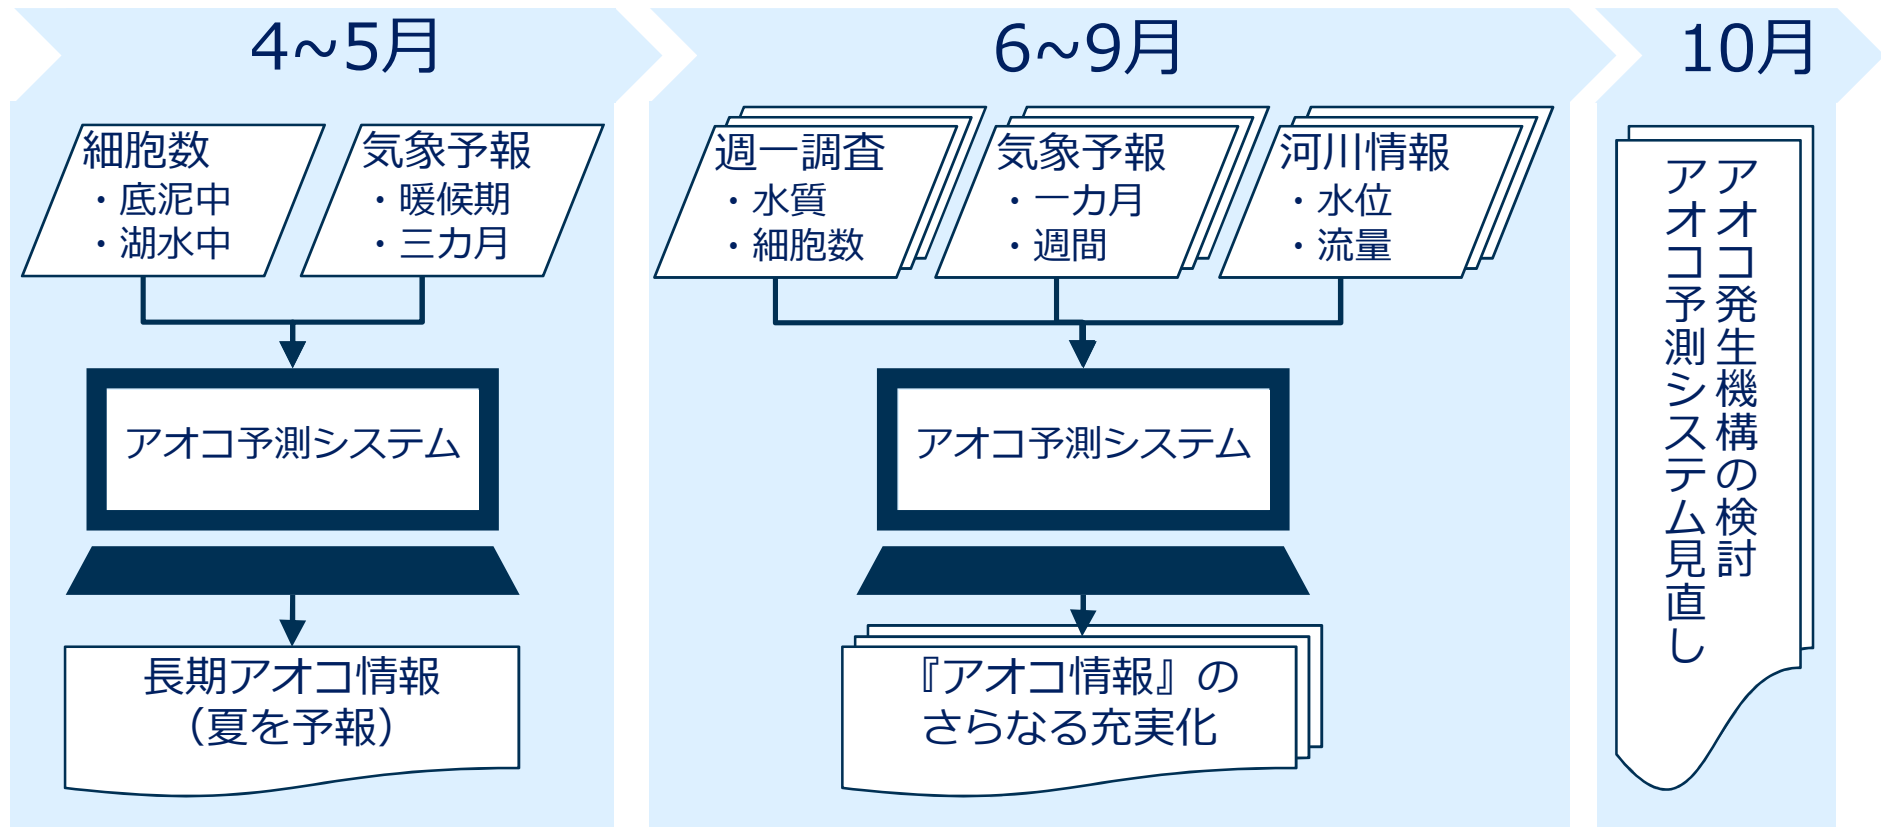 4~5月
細胞数
・底泥中
・湖水中
気象予報
・暖候期
・三カ月
アオコ予測システム
長期アオコ情報
（夏を予報）
6~9月
週一調査
・水質
・細胞数
気象予報
・一カ月
・週間
河川情報
・水位
・流量
アオコ予測システム
『アオコ情報』の
さらなる充実化
10月
アオコ発生機構の検討
アオコ予測システム見直し